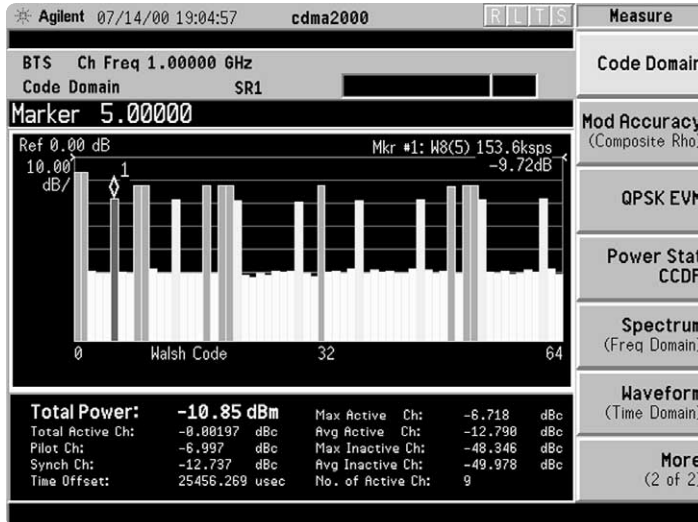 Agilent 07/14/00 19:04:57 cdma2000 R L T S Measure
BTS Ch Freq 1.00000 GHz
Code Domain SR1
Marker 5.00000
Ref 0.00 dB
Mkr #1: W8(5) 153.6ksps
-9.72dB
10.00
dB/
1
0 Walsh Code 32 64
Total Power: -10.85 dBm
Total Active Ch: -0.00197 dBc
Pilot Ch: -6.997 dBc
Synch Ch: -12.737 dBc
Time Offset: 25456.269 usec
Max Active Ch: -6.718 dBc
Avg Active Ch: -12.790 dBc
Max Inactive Ch: -48.346 dBc
Avg Inactive Ch: -49.978 dBc
No. of Active Ch: 9
Code Domain
Mod Accuracy
(Composite Rho)
QPSK EVM
Power Stat
CCDF
Spectrum
(Freq Domain)
Waveform
(Time Domain)
More
(2 of 2)